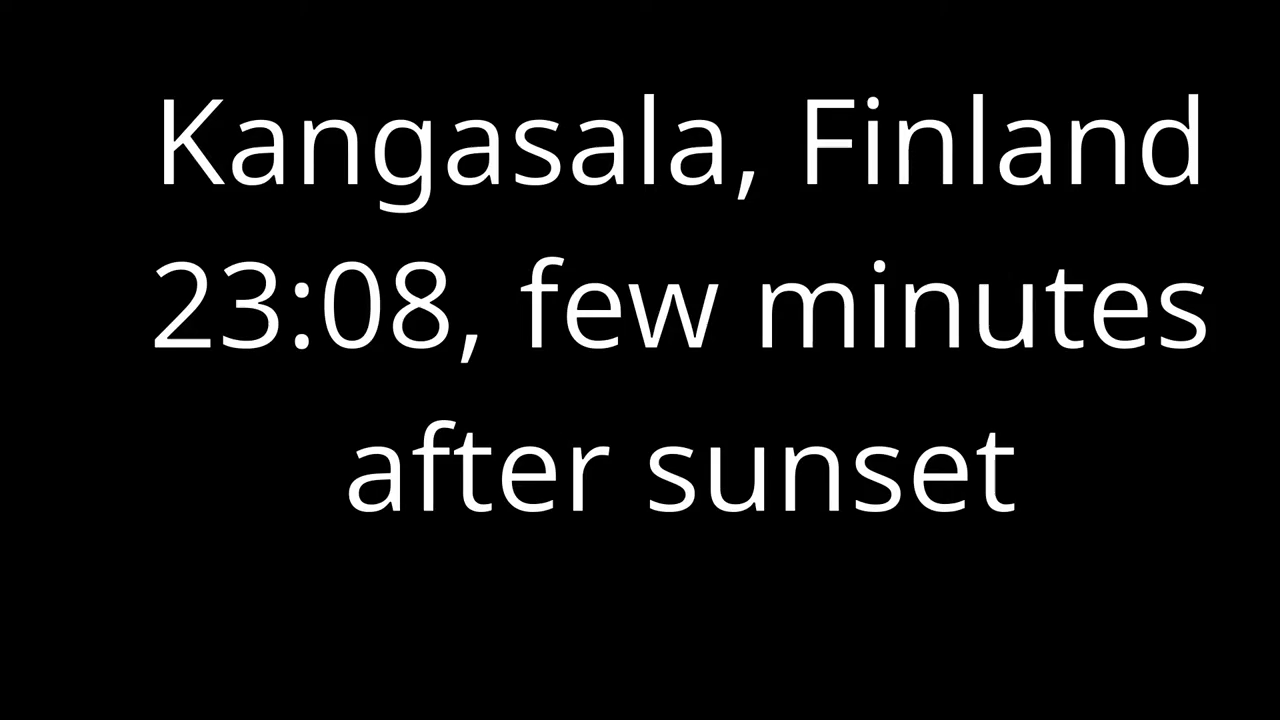 Kangasala, Finland
23:08, few minutes
after sunset